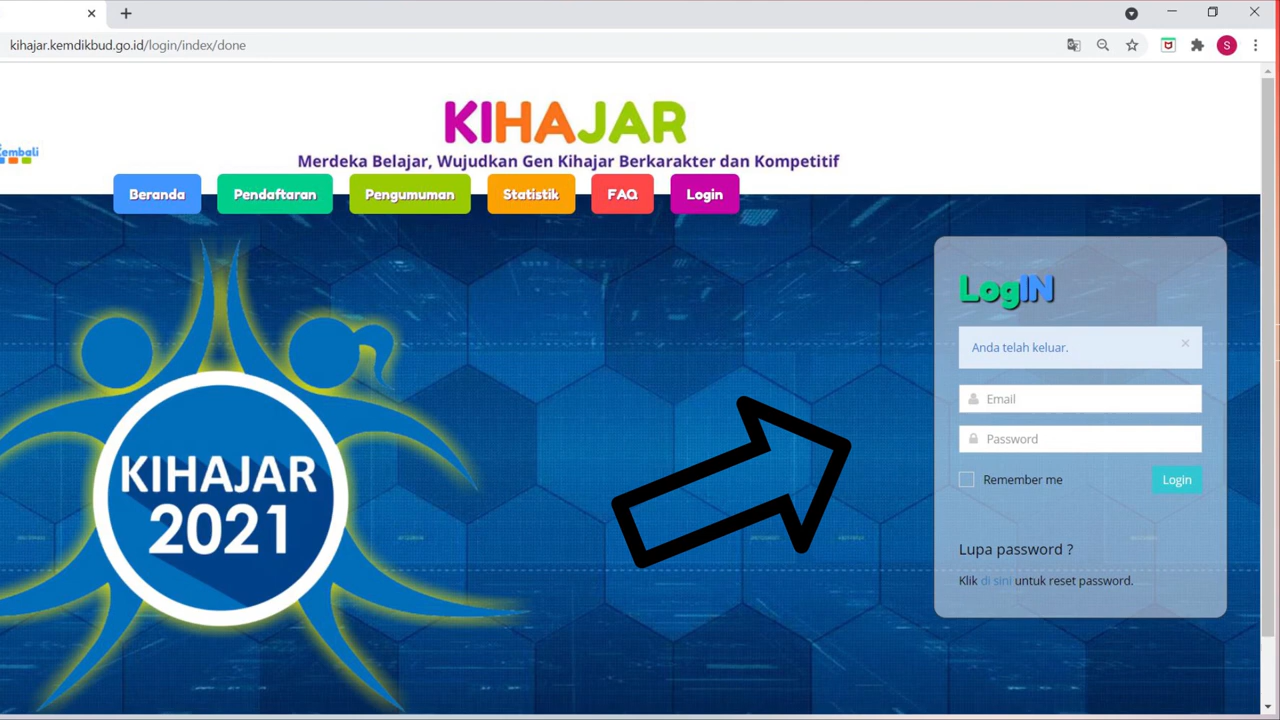 kihajar.kemdikbud.go.id/login/index/done
S
KIHAJAR
Kembali
Merdeka Belajar, Wujudkan Gen Kihajar Berkarakter dan Kompetitif
Beranda Pendaftaran Pengumuman Statistik FAQ Login
LogIN
Anda telah keluar.
Email
Password
Remember me Login
Lupa password ?
Klik di sini untuk reset password.
KIHAJAR
2021